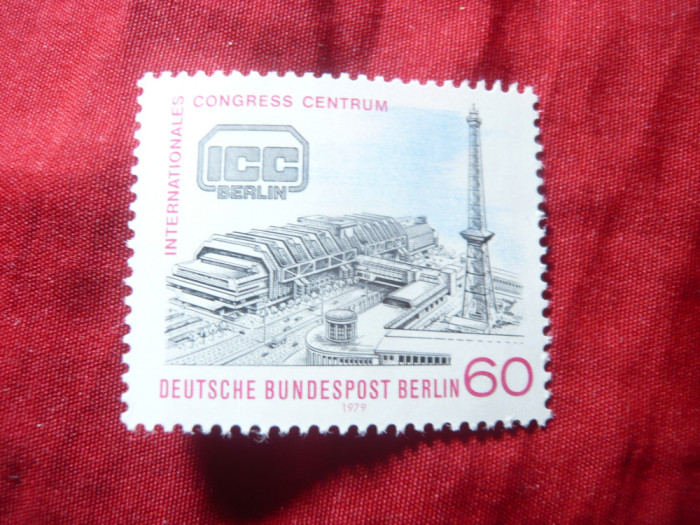 INTERNATIONALES
CONGRESS CENTRUM
ICC
BERLIN
DEUTSCHE BUNDESPOST BERLIN 60
1979